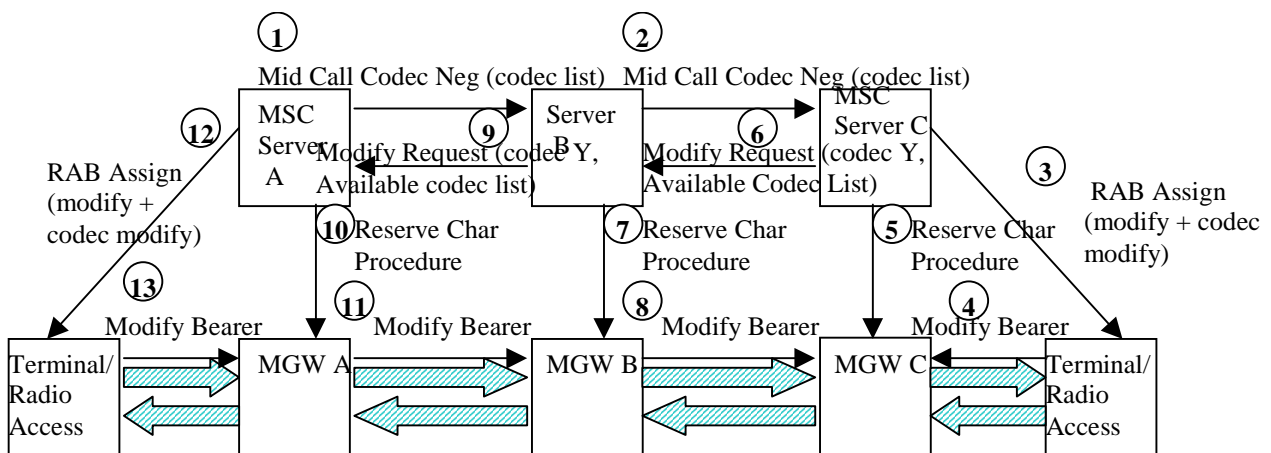 1
2
Mid Call Codec Neg (codec list)
Mid Call Codec Neg (codec list)
MSC
Server
A
Server
B
MSC
Server C
12
9
6
3
Modify Request (codec Y,
Available codec list)
Modify Request (codec Y,
Available Codec List)
RAB Assign
(modify +
codec modify)
RAB Assign
(modify + codec
modify)
10
Reserve Char
Procedure
7
Reserve Char
Procedure
5
Reserve Char
Procedure
13
11
8
4
Modify Bearer
Modify Bearer
Modify Bearer
Modify Bearer
Terminal/
Radio
Access
MGW A
MGW B
MGW C
Terminal/
Radio
Access